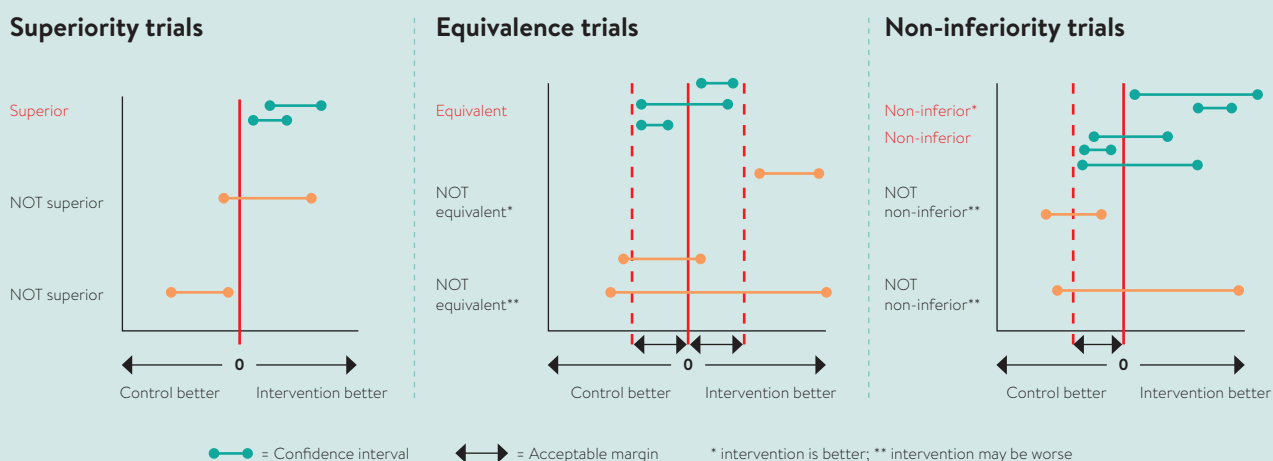 Superiority trials
Superior
NOT superior
NOT superior
0
Control better
Intervention better
Equivalence trials
Equivalent
NOT
equivalent*
NOT
equivalent**
0
Control better
Intervention better
Non-inferiority trials
Non-inferior*
Non-inferior
NOT
non-inferior**
NOT
non-inferior**
0
Control better
Intervention better
= Confidence interval
= Acceptable margin
* intervention is better; ** intervention may be worse